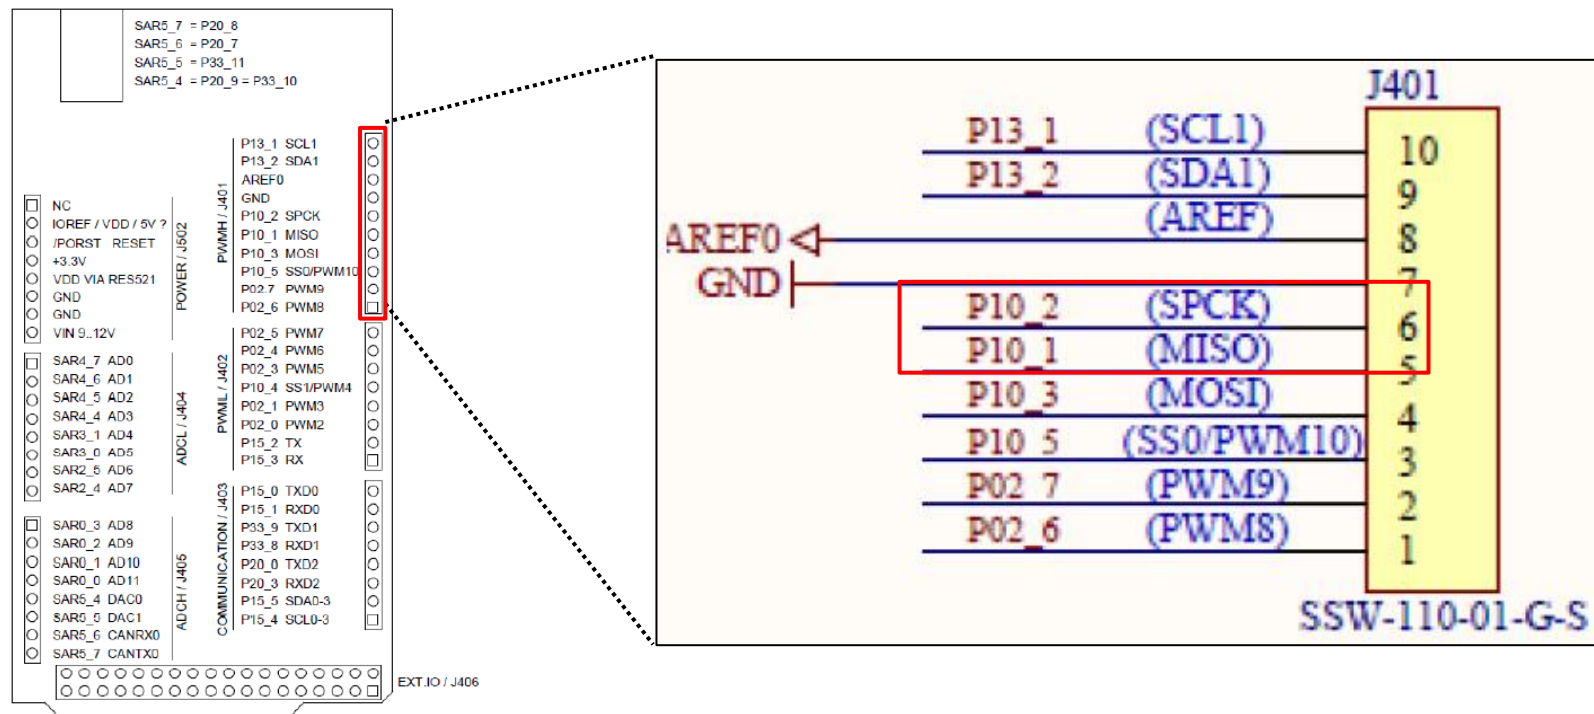 SAR5_7 = P20_8
SAR5_6 = P20_7
SAR5_5 = P33_11
SAR5_4 = P20_9 = P33_10
P13_1 SCL1
P13_2 SDA1
AREF0
GND
P10_2 SPCK
P10_1 MISO
P10_3 MOSI
P10_5 SS0/PWM10
P02.7 PWM9
P02_6 PWM8
PWMH / J401
NC
IOREF / VDD / 5V ?
/PORST RESET
+3.3V
VDD VIA RES521
GND
GND
VIN 9..12V
POWER / J502
P02_5 PWM7
P02_4 PWM6
P02_3 PWM5
P10_4 SS1/PWM4
P02_1 PWM3
P02_0 PWM2
P15_2 TX
P15_3 RX
PWML / J402
SAR4_7 AD0
SAR4_6 AD1
SAR4_5 AD2
SAR4_4 AD3
SAR3_1 AD4
SAR3_0 AD5
SAR2_5 AD6
SAR2_4 AD7
ADCL / J404
P15_0 TXD0
P15_1 RXD0
P33_9 TXD1
P33_8 RXD1
P20_0 TXD2
P20_3 RXD2
P15_5 SDA0-3
P15_4 SCL0-3
COMMUNICATION / J403
SAR0_3 AD8
SAR0_2 AD9
SAR0_1 AD10
SAR0_0 AD11
SAR5_4 DAC0
SAR5_5 DAC1
SAR5_6 CANRX0
SAR5_7 CANTX0
ADCH / J405
EXT.IO / J406
J401
P13_1 (SCL1) 10
P13_2 (SDA1) 9
AREF0 (AREF) 8
GND 7
P10_2 (SPCK) 6
P10_1 (MISO) 5
P10_3 (MOSI) 4
P10_5 (SS0/PWM10) 3
P02_7 (PWM9) 2
P02_6 (PWM8) 1
SSW-110-01-G-S